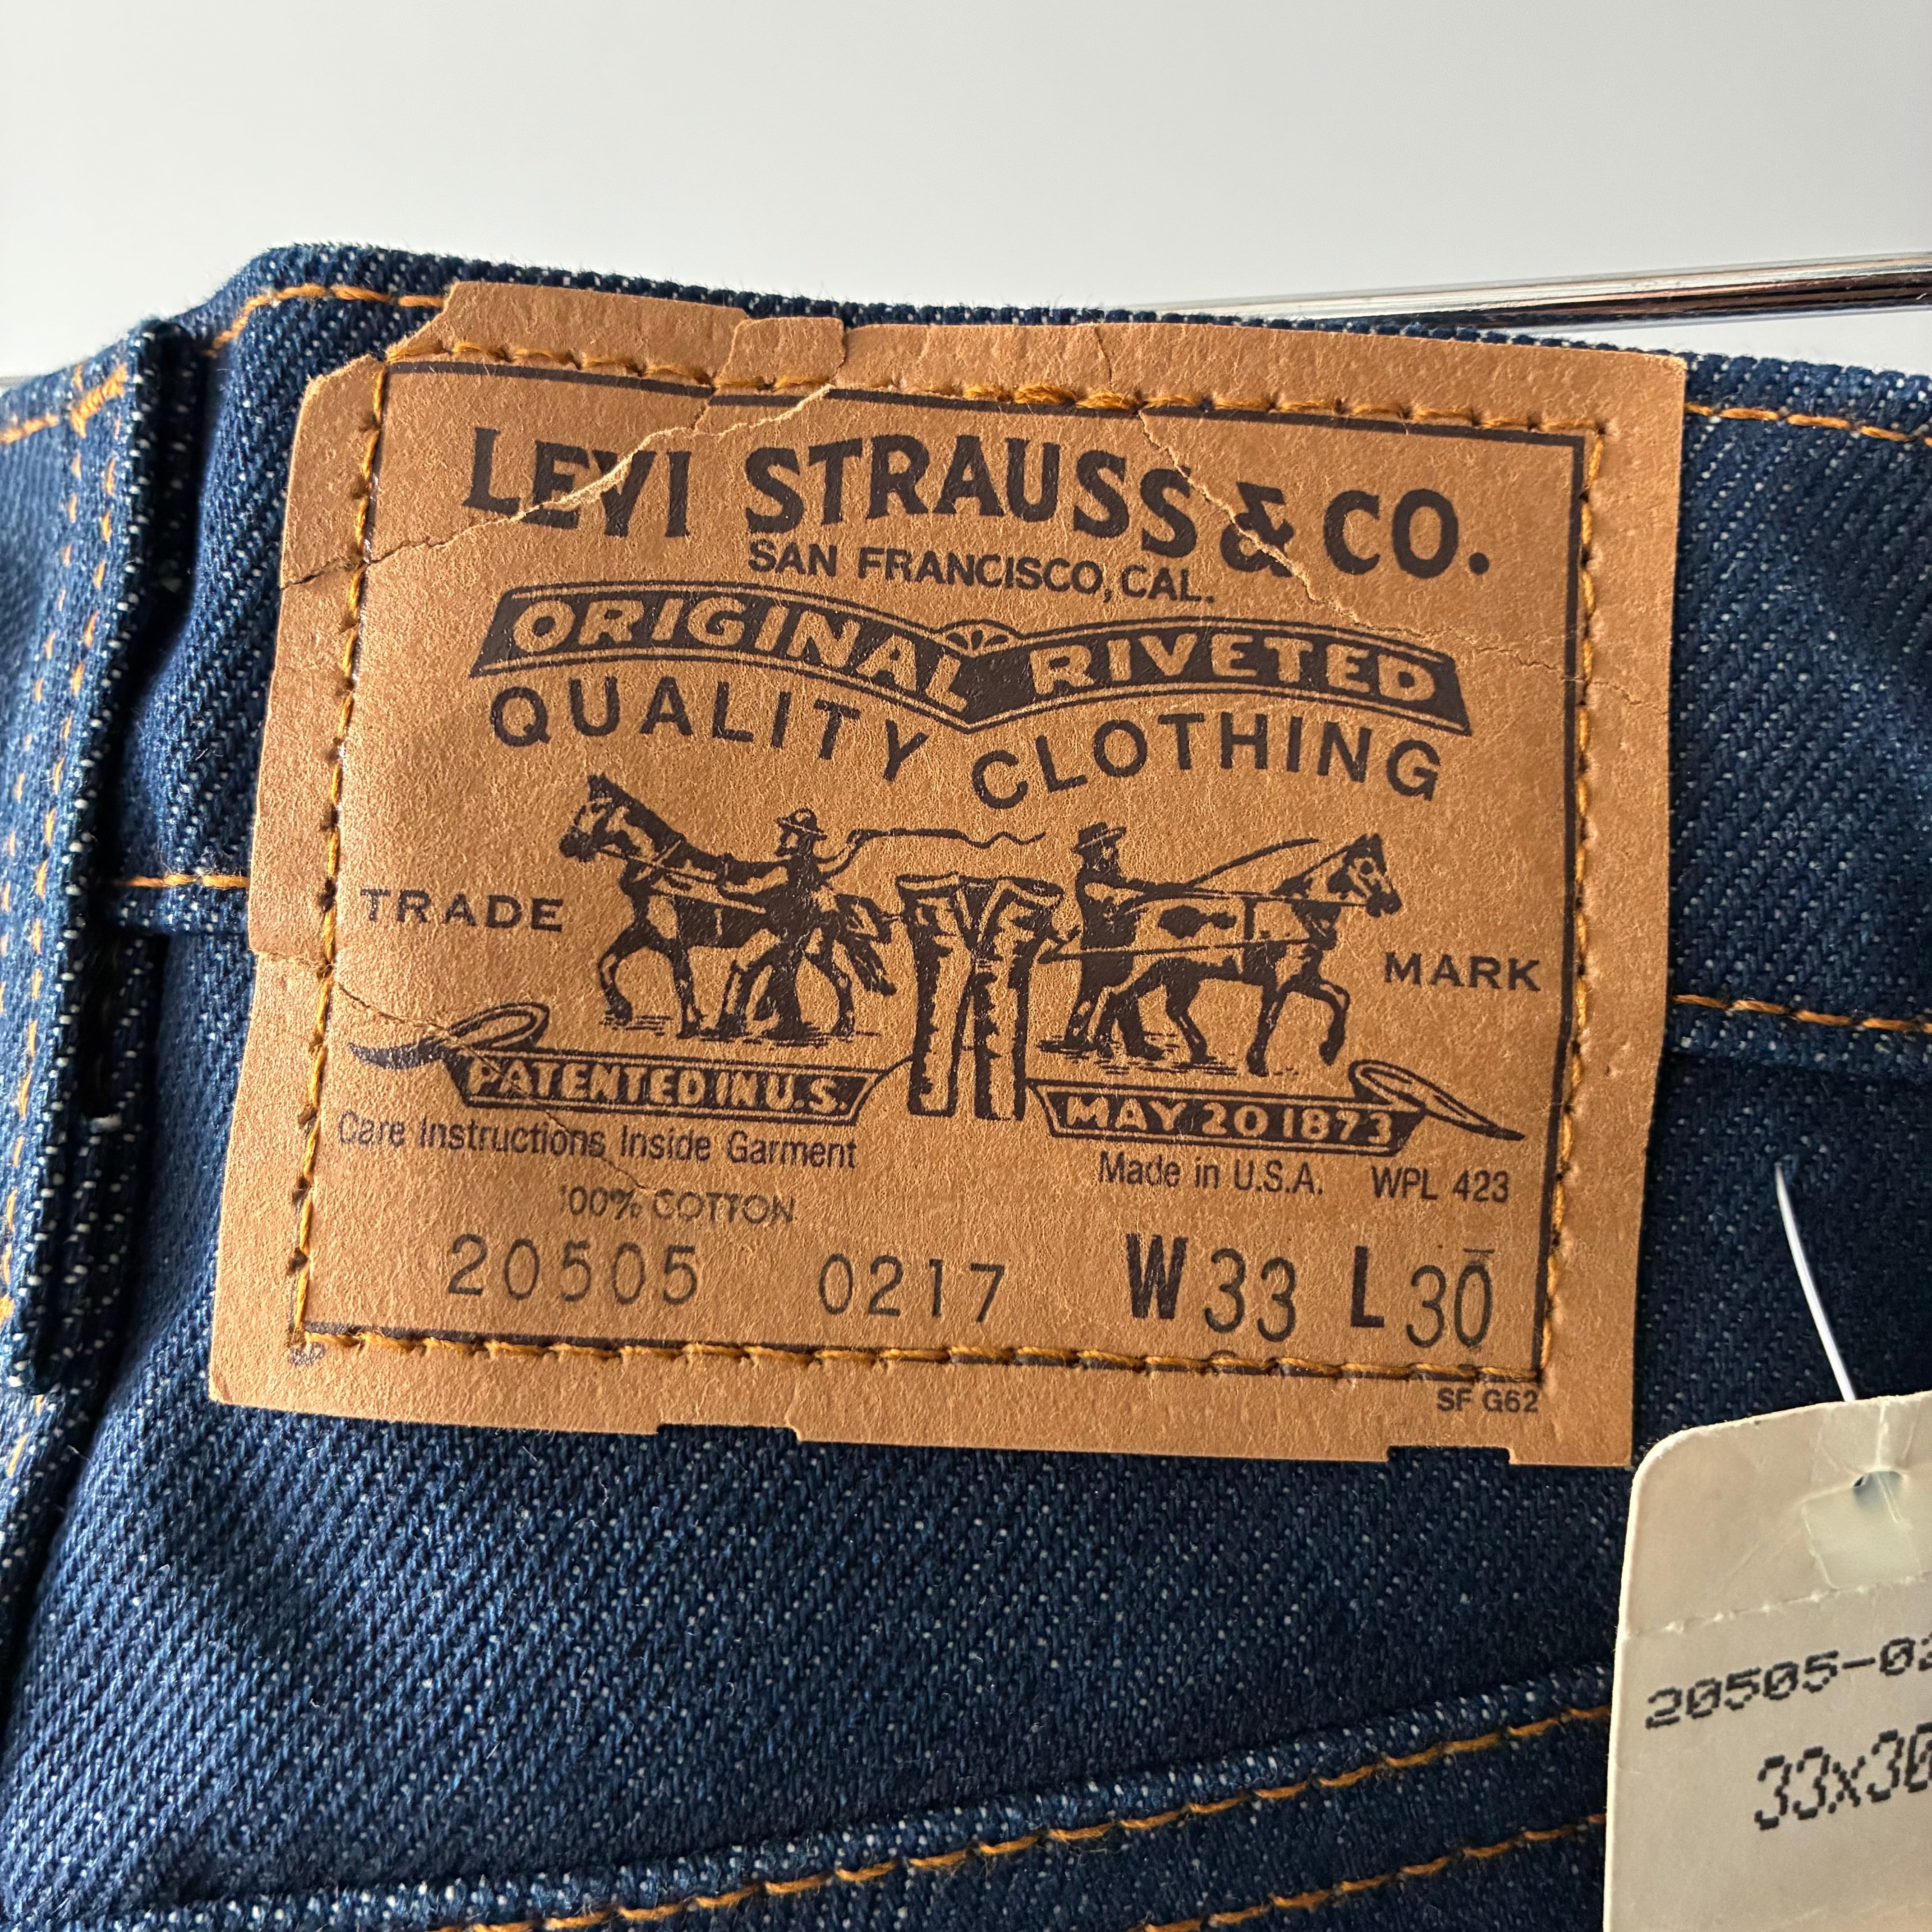 LEVI STRAUSS & CO.
SAN FRANCISCO, CAL.
ORIGINAL RIVETED
QUALITY CLOTHING
TRADE MARK
PATENTED IN U.S. MAY 20 1873
Care Instructions Inside Garment
Made in U.S.A. WPL 423
100% COTTON
20505 0217 W 33 L 30
SF G62
20505-02
33x30